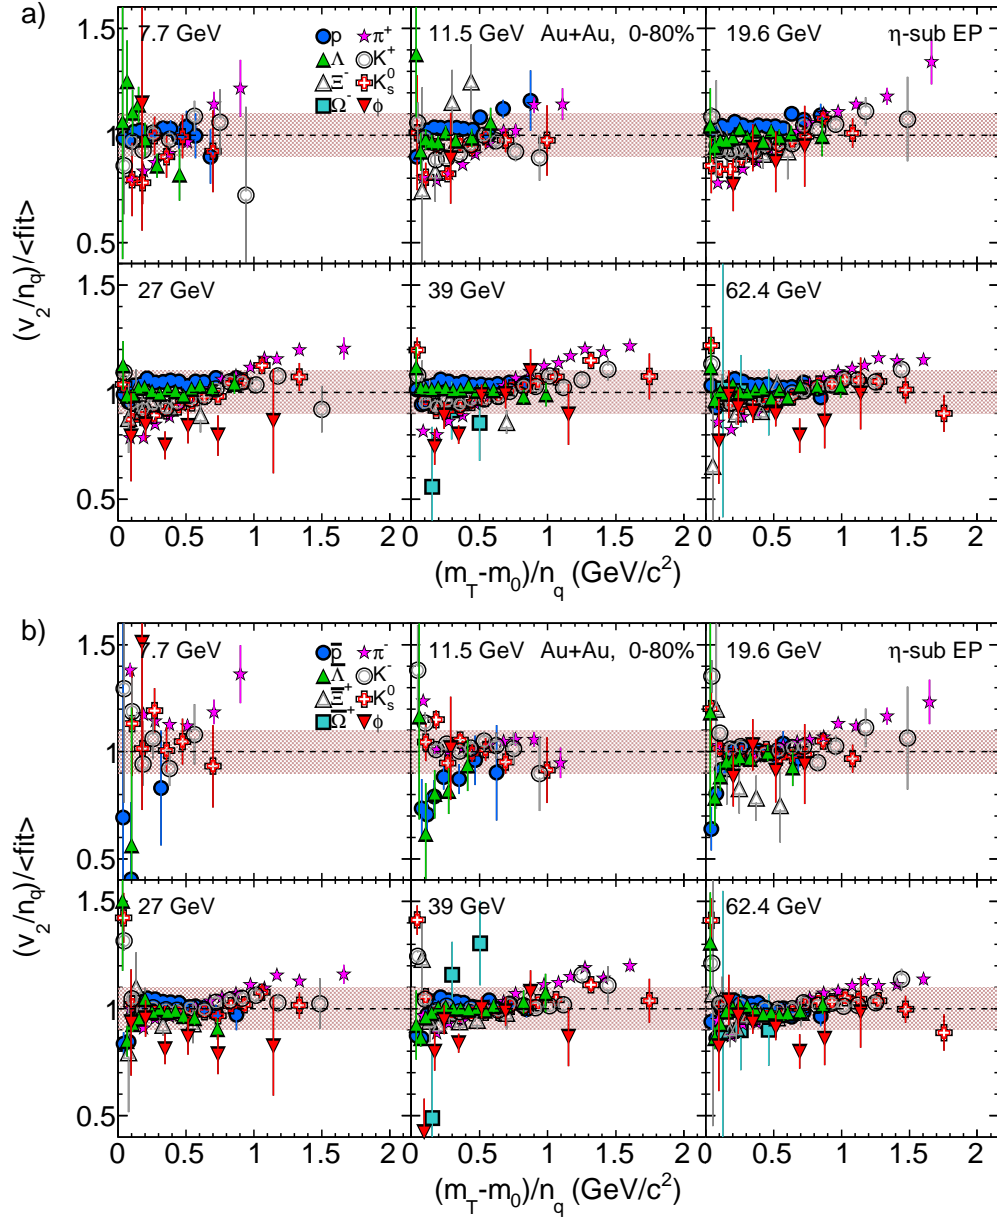 a)
7.7 GeV
11.5 GeV Au+Au, 0-80%
19.6 GeV η-sub EP
p π⁺
Λ K⁺
Ξ⁻ K⁰ₛ
Ω⁻ ϕ
27 GeV
39 GeV
62.4 GeV
(v₂/n_q)/<fit>
1.5
1
0.5
1.5
1
0.5
0 0.5 1 1.5 2
0 0.5 1 1.5 2
0 0.5 1 1.5 2
(m_T-m₀)/n_q (GeV/c²)
b)
7.7 GeV
11.5 GeV Au+Au, 0-80%
19.6 GeV η-sub EP
p̅ π⁻
Λ̅ K⁻
Ξ̅⁺ K⁰ₛ
Ω̅⁺ ϕ
27 GeV
39 GeV
62.4 GeV
(v₂/n_q)/<fit>
1.5
1
0.5
1.5
1
0.5
0 0.5 1 1.5 2
0 0.5 1 1.5 2
0 0.5 1 1.5 2
(m_T-m₀)/n_q (GeV/c²)